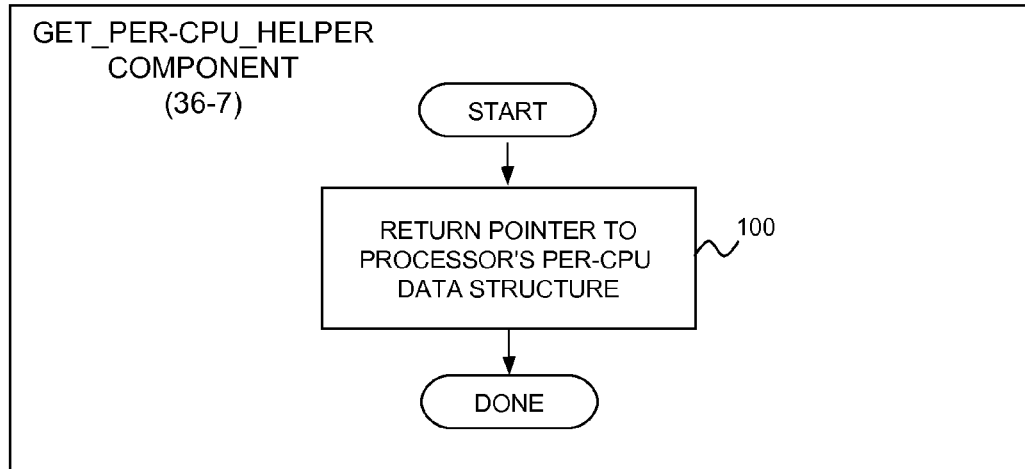 GET_PER-CPU_HELPER
COMPONENT
(36-7)
START
RETURN POINTER TO
PROCESSOR'S PER-CPU
DATA STRUCTURE
100
DONE